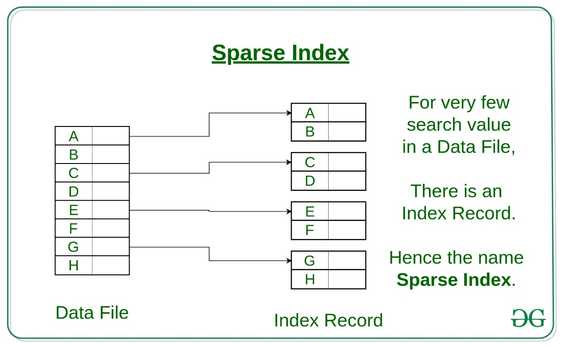 Sparse Index
A
B
C
D
E
F
G
H
Data File
A
B
C
D
E
F
G
H
Index Record
For very few
search value
in a Data File,
There is an
Index Record.
Hence the name
Sparse Index.